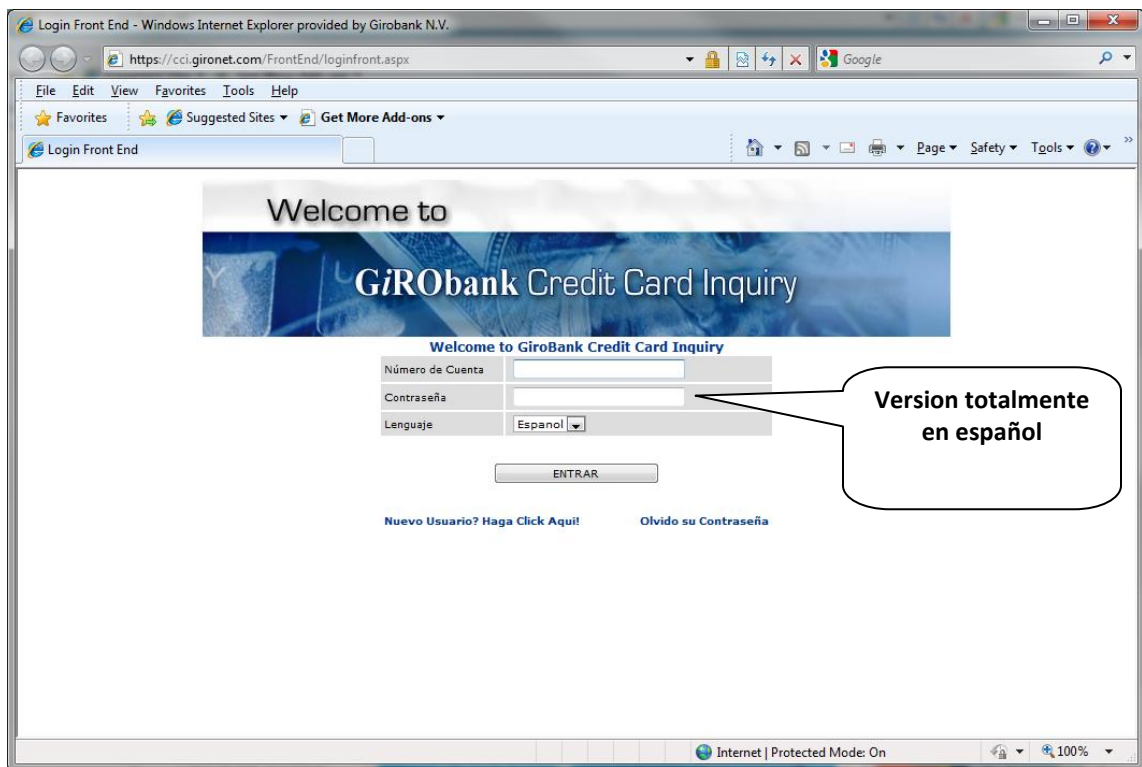 Login Front End - Windows Internet Explorer provided by Girobank N.V.
https://cci.gironet.com/FrontEnd/loginfront.aspx
Google
File Edit View Favorites Tools Help
Favorites Suggested Sites Get More Add-ons
Login Front End
Page Safety Tools
Welcome to
GiRObank Credit Card Inquiry
Welcome to GiroBank Credit Card Inquiry
Número de Cuenta
Contraseña
Lenguaje Espanol
Version totalmente
en español
ENTRAR
Nuevo Usuario? Haga Click Aqui! Olvido su Contraseña
Internet | Protected Mode: On 100%